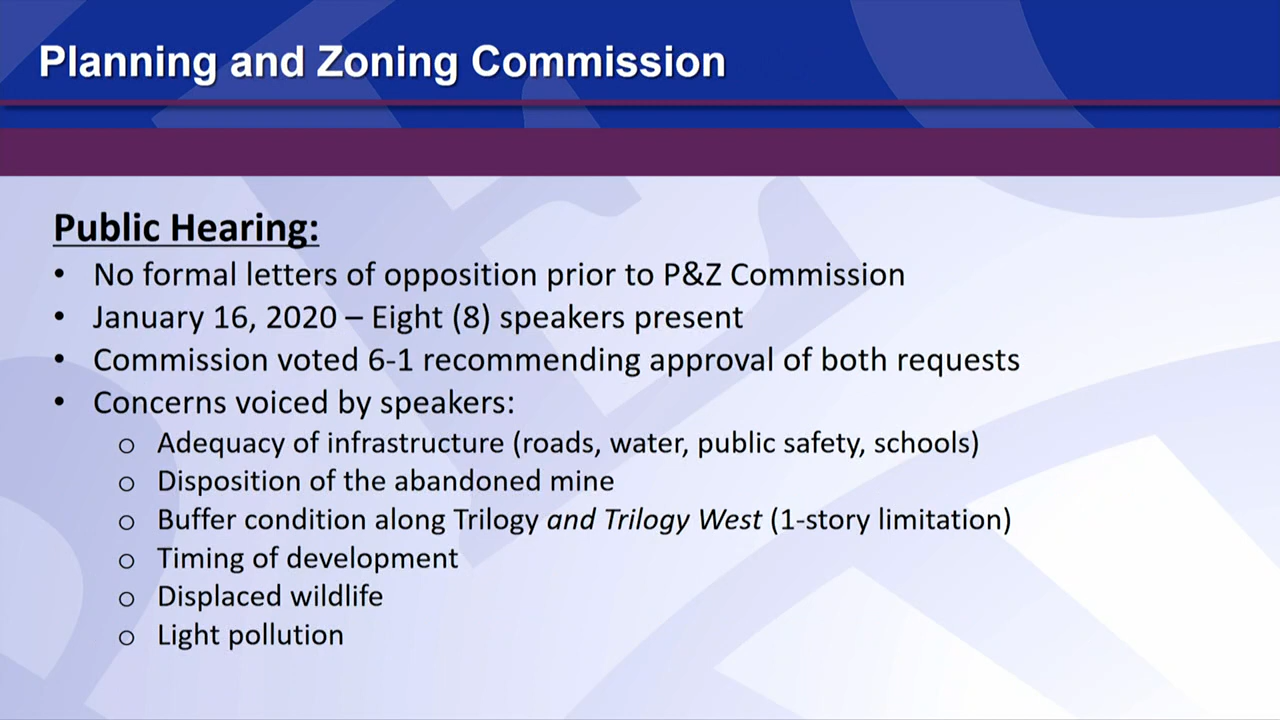 Planning and Zoning Commission
Public Hearing:
• No formal letters of opposition prior to P&Z Commission
• January 16, 2020 – Eight (8) speakers present
• Commission voted 6-1 recommending approval of both requests
• Concerns voiced by speakers:
o Adequacy of infrastructure (roads, water, public safety, schools)
o Disposition of the abandoned mine
o Buffer condition along Trilogy and Trilogy West (1-story limitation)
o Timing of development
o Displaced wildlife
o Light pollution